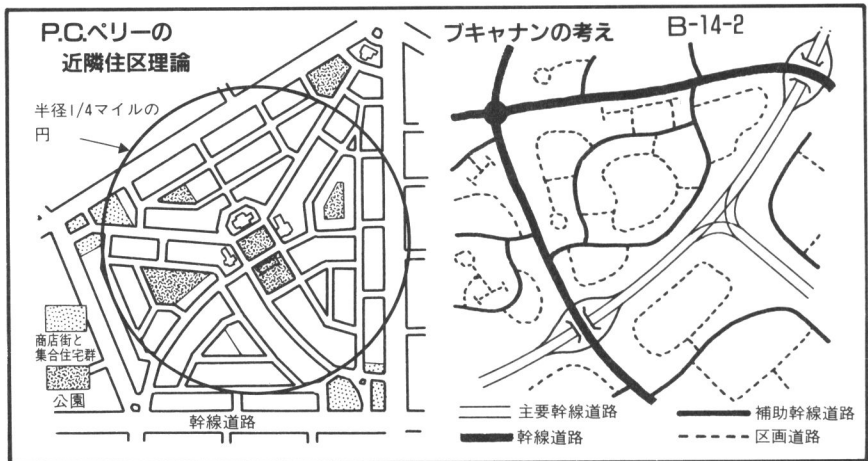 P.C.ペリーの
近隣住区理論
半径1/4マイルの
円
商店街と
集合住宅群
公園
幹線道路
ブキャナンの考え
B-14-2
主要幹線道路
幹線道路
補助幹線道路
区画道路